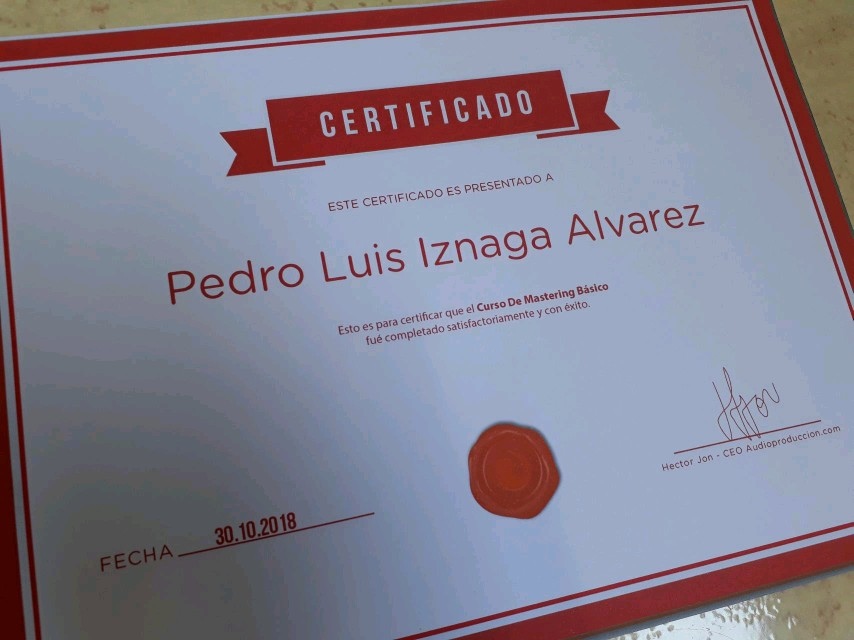 CERTIFICADO
ESTE CERTIFICADO ES PRESENTADO A
Pedro Luis Iznaga Alvarez
Esto es para certificar que el Curso De Mastering Básico
fué completado satisfactoriamente y con éxito.
Hector Jon - CEO Audioproduccion.com
FECHA 30.10.2018